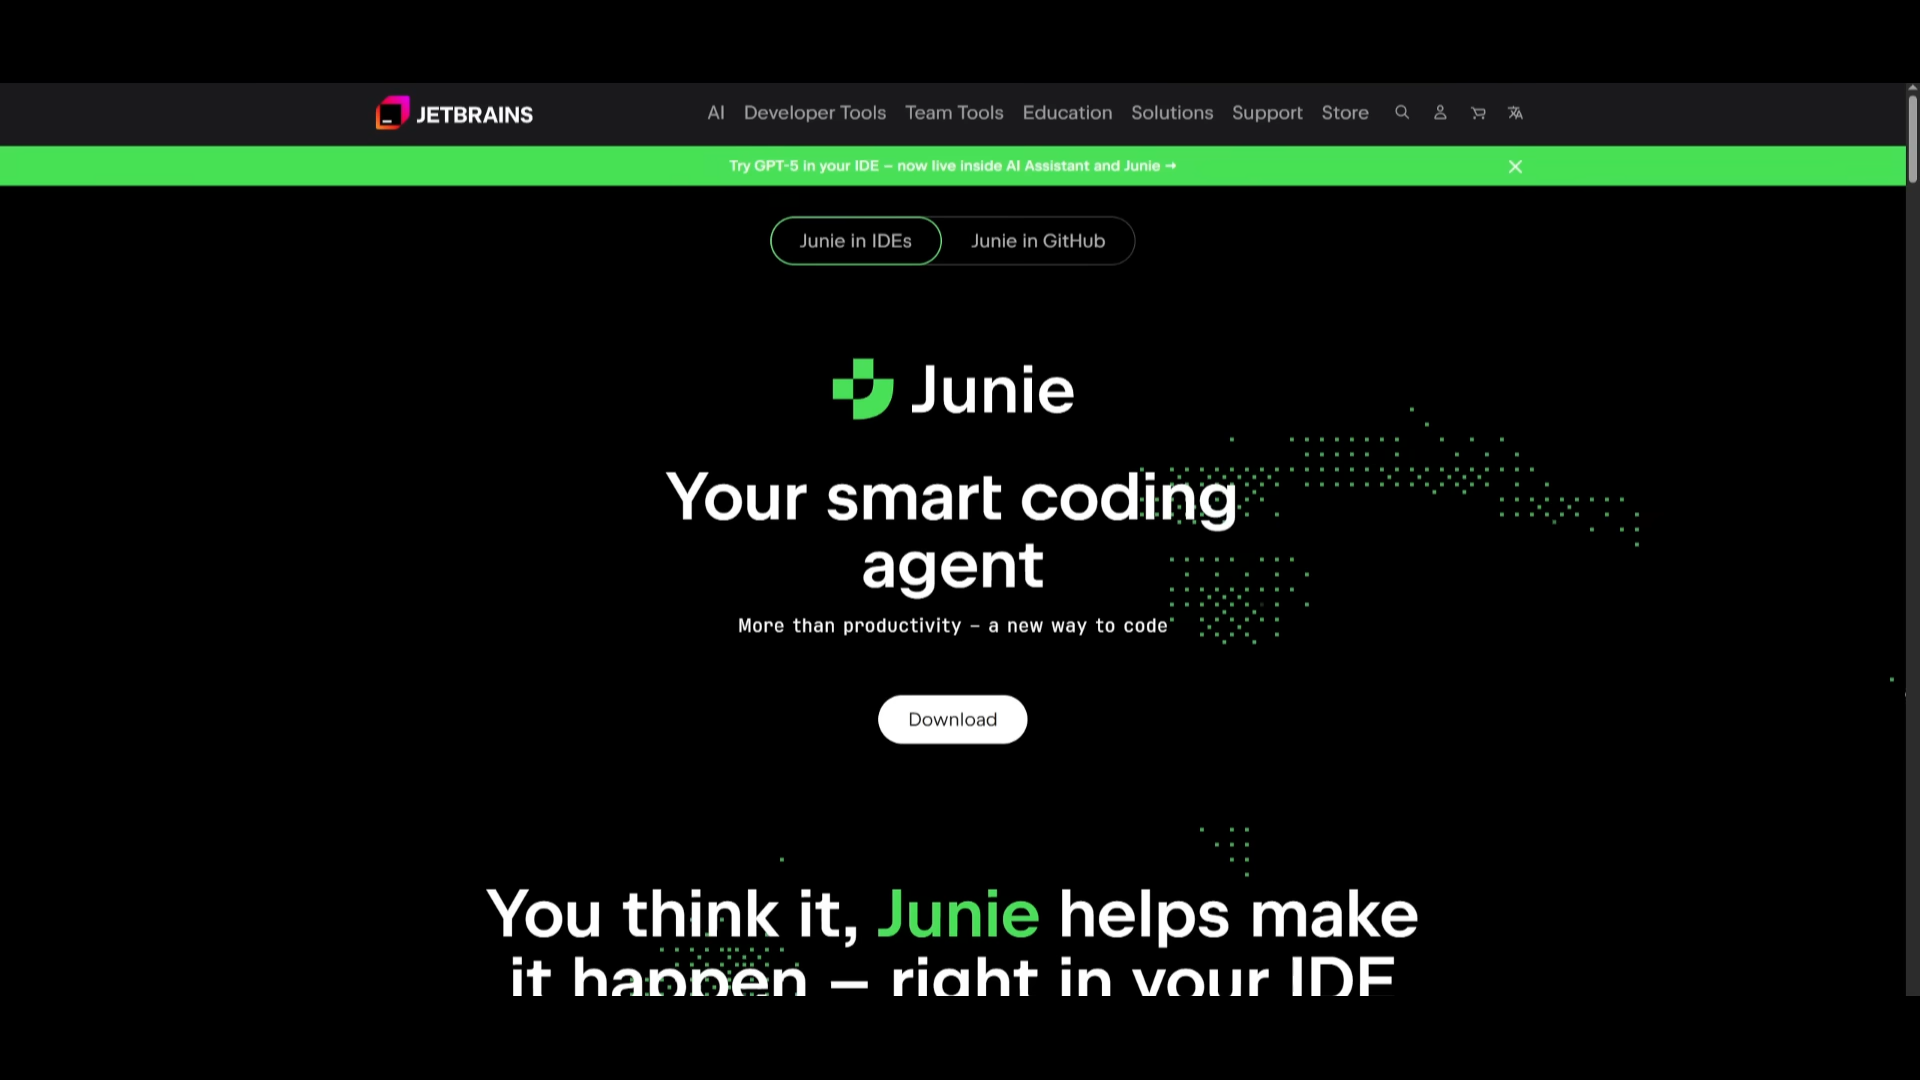 JETBRAINS
AI Developer Tools Team Tools Education Solutions Support Store
Try GPT-5 in your IDE – now live inside AI Assistant and Junie →
Junie in IDEs Junie in GitHub
Junie
Your smart coding
agent
More than productivity – a new way to code
Download
You think it, Junie helps make
it happen – right in your IDE